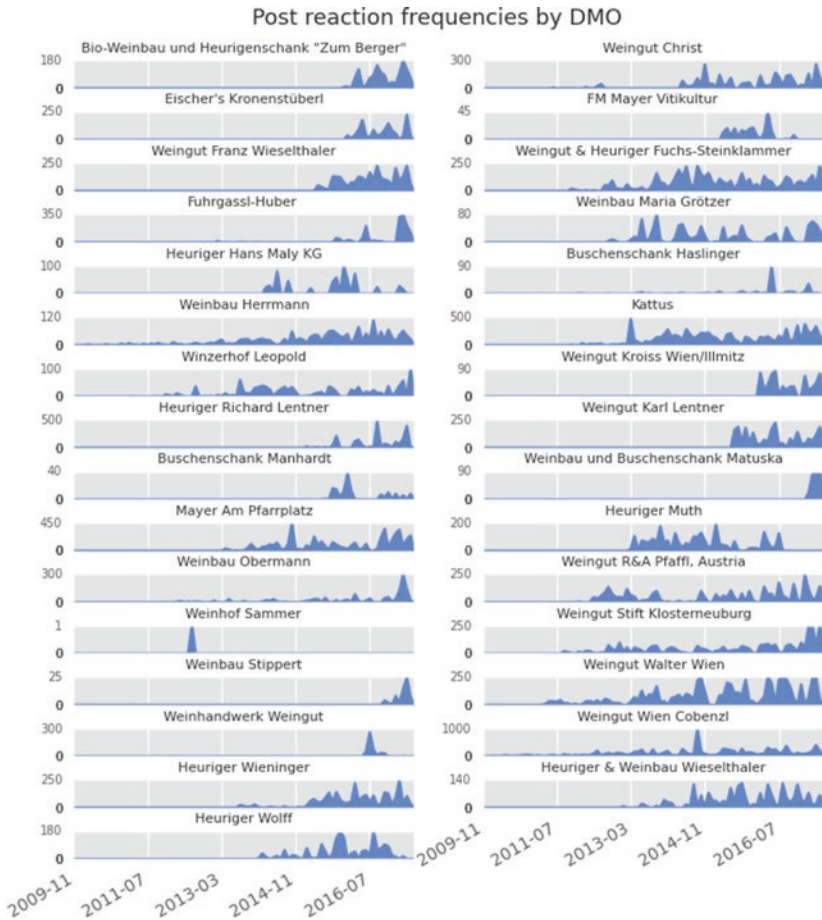 Post reaction frequencies by DMO
Bio-Weinbau und Heurigenschank "Zum Berger"
180
0
Eischer's Kronenstüberl
250
0
Weingut Franz Wieselthaler
250
0
Fuhrgassl-Huber
350
0
Heuriger Hans Maly KG
100
0
Weinbau Herrmann
120
0
Winzerhof Leopold
100
0
Heuriger Richard Lentner
500
0
Buschenschank Manhardt
40
0
Mayer Am Pfarrplatz
450
0
Weinbau Obermann
300
0
Weinhof Sammer
1
0
Weinbau Stippert
25
0
Weinhandwerk Weingut
300
0
Heuriger Wieninger
250
0
Heuriger Wolff
180
0
2009-11
2011-07
2013-03
2014-11
2016-07
Weingut Christ
300
0
FM Mayer Vitikultur
45
0
Weingut & Heuriger Fuchs-Steinklammer
250
0
Weinbau Maria Grötzer
80
0
Buschenschank Haslinger
90
0
Kattus
500
0
Weingut Kroiss Wien/Illmitz
90
0
Weingut Karl Lentner
250
0
Weinbau und Buschenschank Matuska
90
0
Heuriger Muth
200
0
Weingut R&A Pfaffl, Austria
250
0
Weingut Stift Klosterneuburg
250
0
Weingut Walter Wien
250
0
Weingut Wien Cobenzl
1000
0
Heuriger & Weinbau Wieselthaler
140
0
2009-11
2011-07
2013-03
2014-11
2016-07